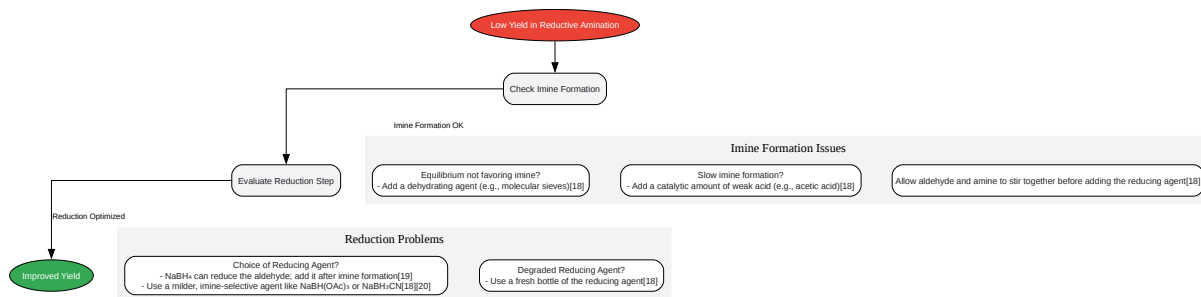 Low Yield in Reductive Amination
Check Imine Formation
Imine Formation OK
Imine Formation Issues
Equilibrium not favoring imine?
- Add a dehydrating agent (e.g., molecular sieves)[18]
Slow imine formation?
- Add a catalytic amount of weak acid (e.g., acetic acid)[18]
Allow aldehyde and amine to stir together before adding the reducing agent[18]
Evaluate Reduction Step
Reduction Optimized
Reduction Problems
Choice of Reducing Agent?
- NaBH₄ can reduce the aldehyde; add it after imine formation[19]
- Use a milder, imine-selective agent like NaBH(OAc)₃ or NaBH₃CN[18][20]
Degraded Reducing Agent?
- Use a fresh bottle of the reducing agent[18]
Improved Yield